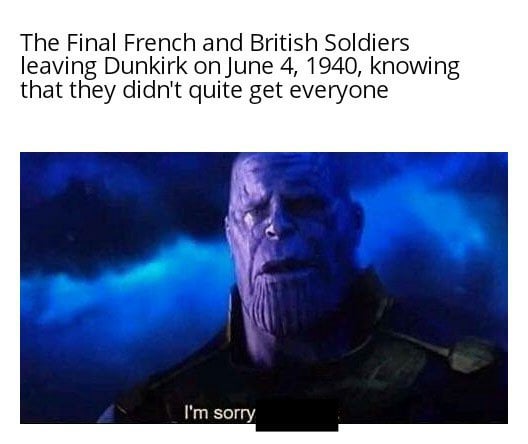 The Final French and British Soldiers
leaving Dunkirk on June 4, 1940, knowing
that they didn't quite get everyone
I'm sorry